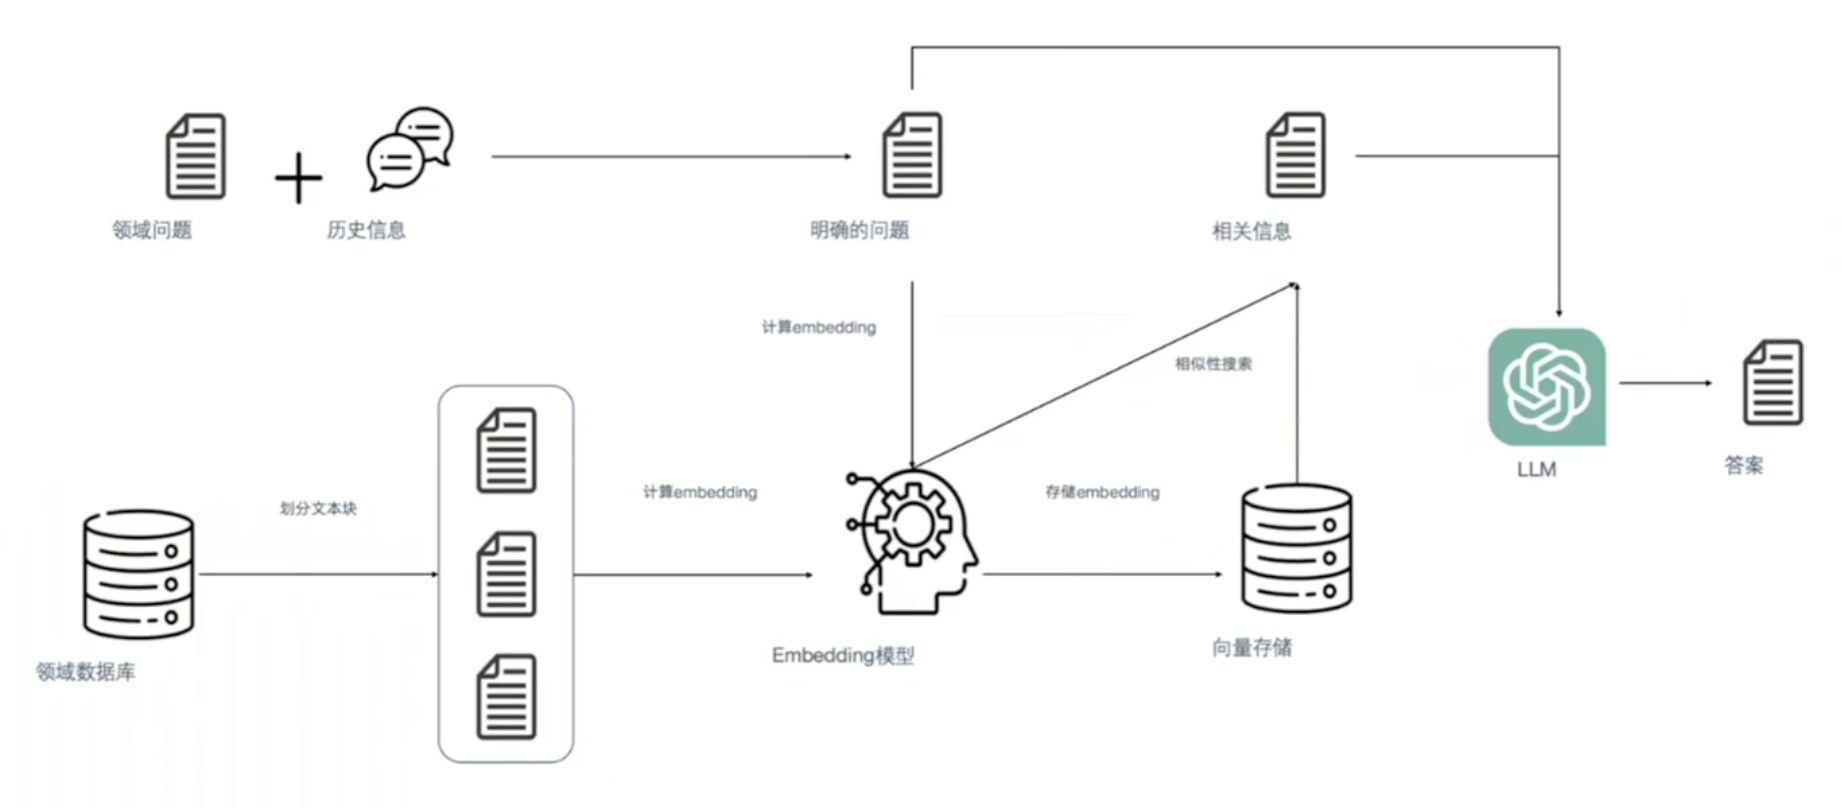 领域问题
历史信息
明确的问题
相关信息
计算embedding
相似性搜索
LLM
答案
划分文本块
计算embedding
存储embedding
领域数据库
Embedding模型
向量存储